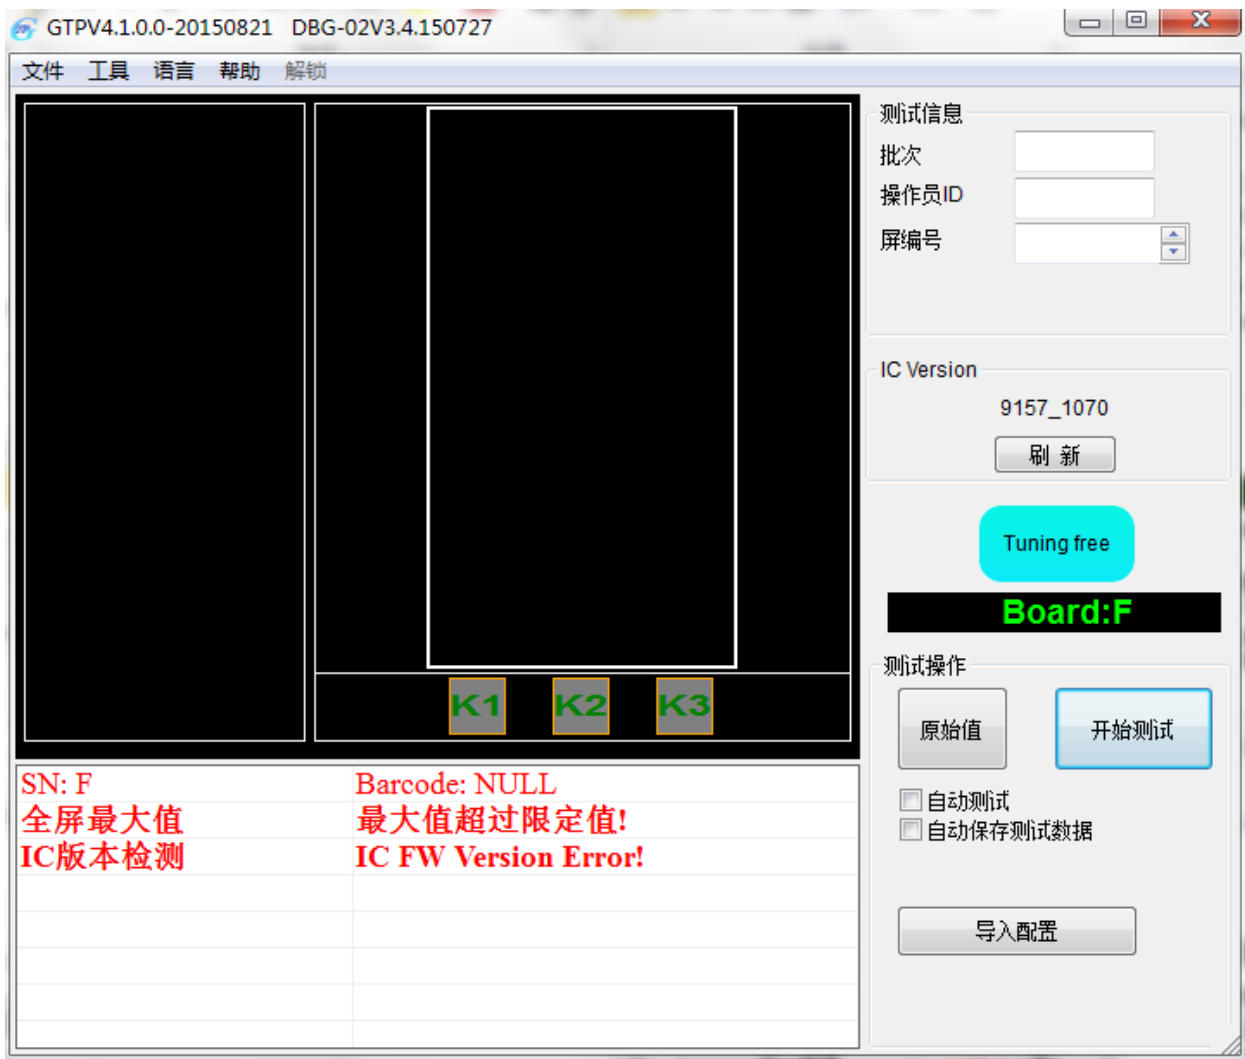 GTPV4.1.0.0-20150821 DBG-02V3.4.150727
文件 工具 语言 帮助 解锁
测试信息
批次
操作员ID
屏编号
IC Version
9157_1070
刷 新
Tuning free
Board:F
测试操作
原始值 开始测试
自动测试
自动保存测试数据
导入配置
K1 K2 K3
SN: F Barcode: NULL
全屏最大值 最大值超过限定值!
IC版本检测 IC FW Version Error!